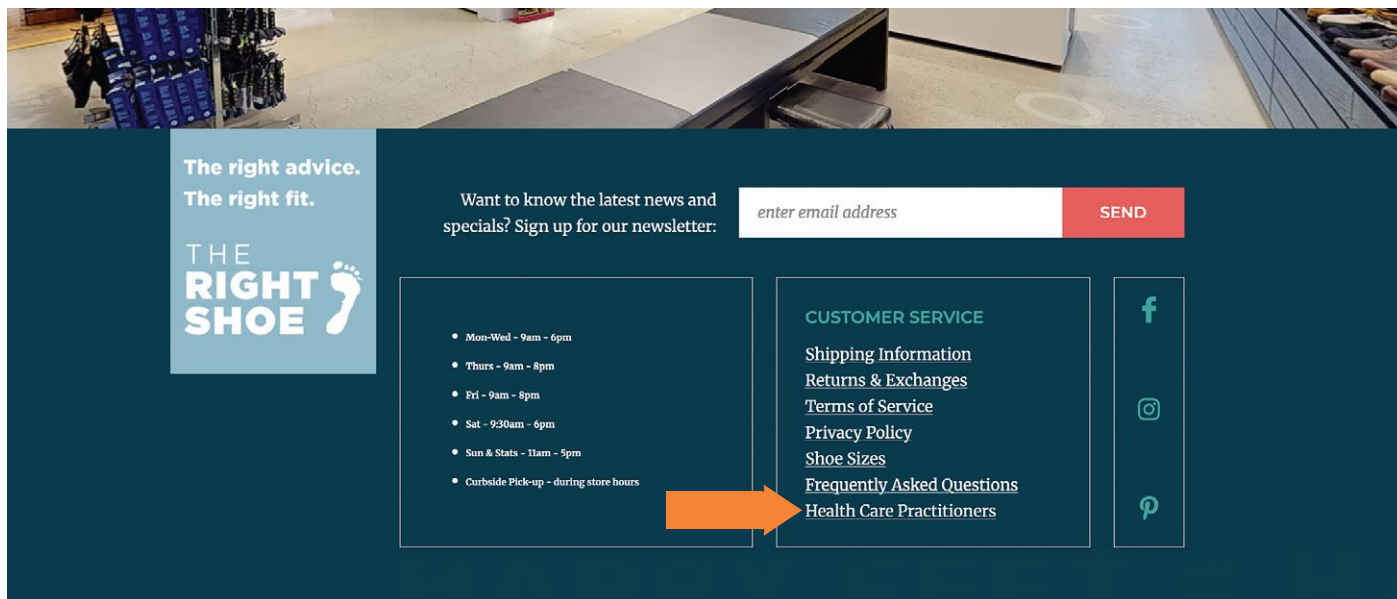 The right advice.
The right fit.
THE
RIGHT
SHOE
Want to know the latest news and
specials? Sign up for our newsletter:
enter email address
SEND
Mon-Wed - 9am - 6pm
Thurs - 9am - 8pm
Fri - 9am - 8pm
Sat - 9:30am - 6pm
Sun & Stats - 11am - 5pm
Curbside Pick-up - during store hours
CUSTOMER SERVICE
Shipping Information
Returns & Exchanges
Terms of Service
Privacy Policy
Shoe Sizes
Frequently Asked Questions
Health Care Practitioners